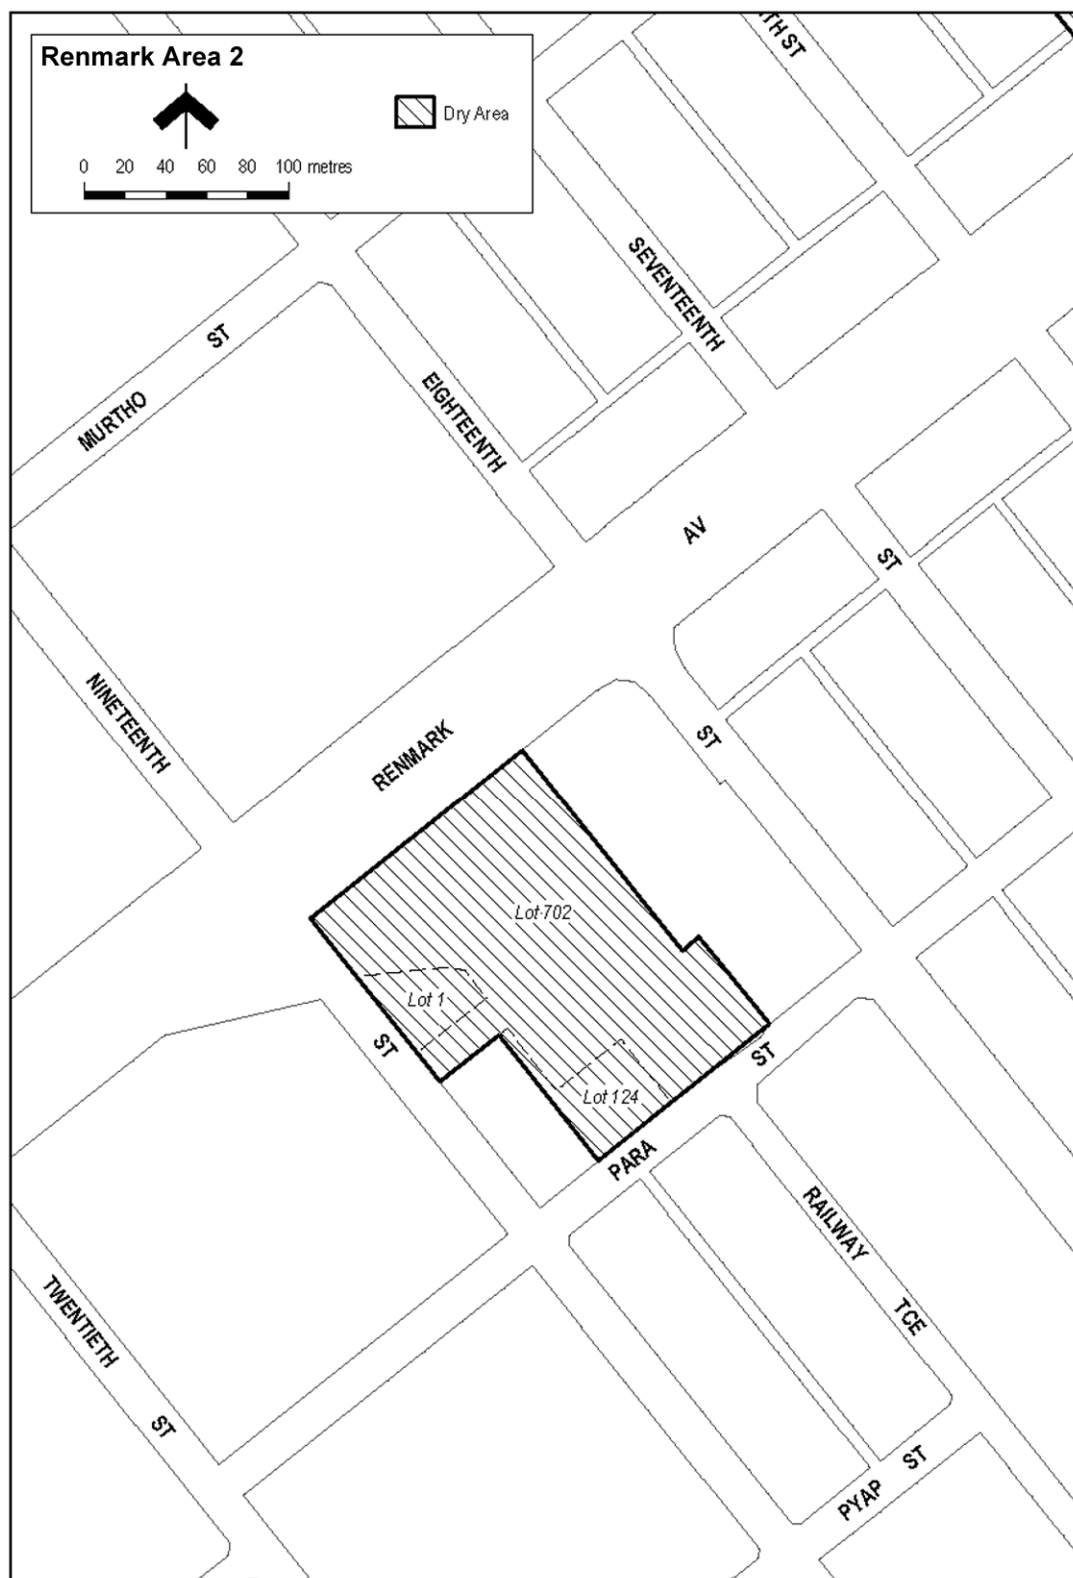 Renmark Area 2
Dry Area
0 20 40 60 80 100 metres
TH ST
SEVENTEENTH
ST
MURTHO
EIGHTEENTH
AV
ST
NINETEENTH
ST
RENMARK
Lot 702
Lot 1
ST
ST
Lot 124
PARA
RAILWAY
TCE
TWENTIETH
ST
ST
PYAP